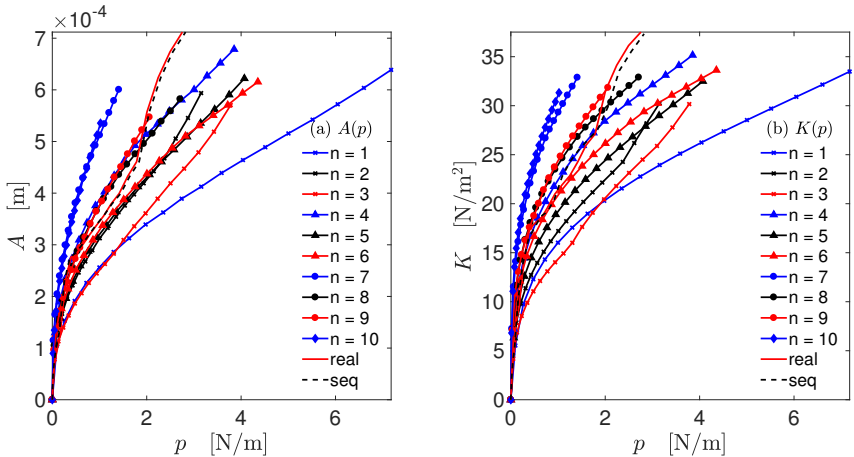 ×10⁻⁴
7
6
5
4
3
2
1
0
A [m]
0 2 4 6
p [N/m]
(a) A(p)
n = 1
n = 2
n = 3
n = 4
n = 5
n = 6
n = 7
n = 8
n = 9
n = 10
real
seq
35
30
25
20
15
10
5
0
K [N/m²]
0 2 4 6
p [N/m]
(b) K(p)
n = 1
n = 2
n = 3
n = 4
n = 5
n = 6
n = 7
n = 8
n = 9
n = 10
real
seq